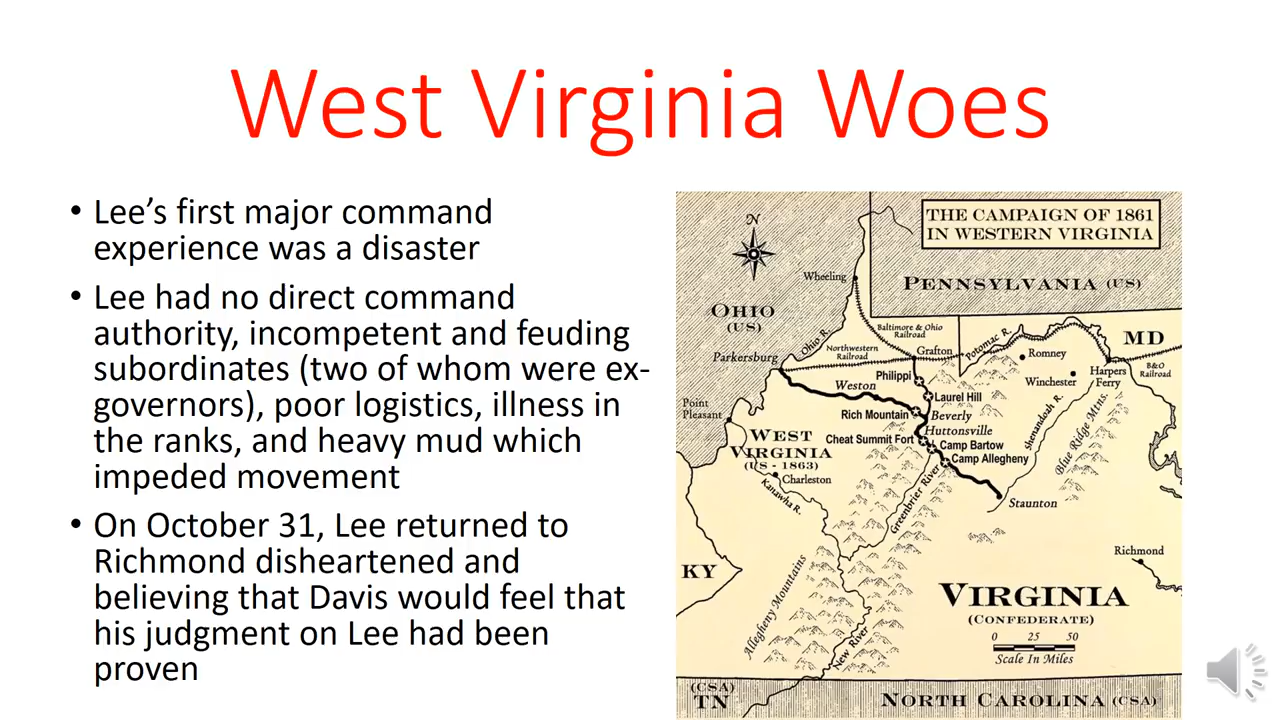 West Virginia Woes
• Lee’s first major command
experience was a disaster
• Lee had no direct command
authority, incompetent and feuding
subordinates (two of whom were ex-
governors), poor logistics, illness in
the ranks, and heavy mud which
impeded movement
• On October 31, Lee returned to
Richmond disheartened and
believing that Davis would feel that
his judgment on Lee had been
proven
THE CAMPAIGN OF 1861
IN WESTERN VIRGINIA
N
Wheeling
PENNSYLVANIA (US)
OHIO
(US)
Ohio R.
Baltimore & Ohio
Railroad
Northwestern
Railroad
Grafton
Potomac R.
MD
Parkersburg
Romney
B&O
Railroad
Harpers
Ferry
Winchester
Philippi
Weston
Laurel Hill
Point
Pleasant
Rich Mountain
Beverly
Huttonsville
Shenandoah R.
Blue Ridge Mtns.
WEST
VIRGINIA
(US - 1863)
Cheat Summit Fort
Camp Bartow
Camp Allegheny
Charleston
Kanawha R.
Greenbrier River
Staunton
Richmond
KY
Allegheny Mountains
VIRGINIA
(CONFEDERATE)
0 25 50
Scale In Miles
New River
(CSA)
TN
NORTH CAROLINA (CSA)